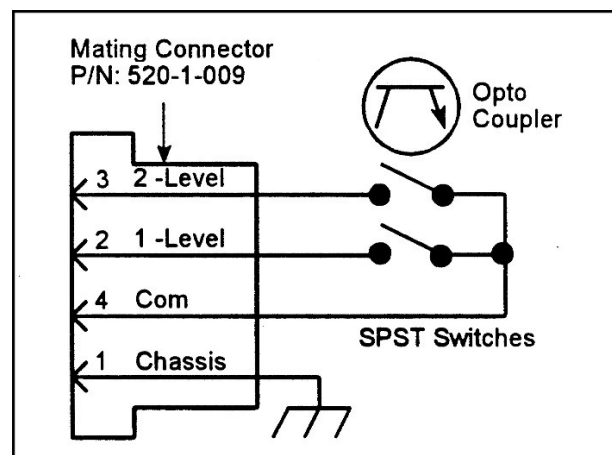 Mating Connector
P/N: 520-1-009
Opto
Coupler
3 2 -Level
2 1 -Level
4 Com
SPST Switches
1 Chassis